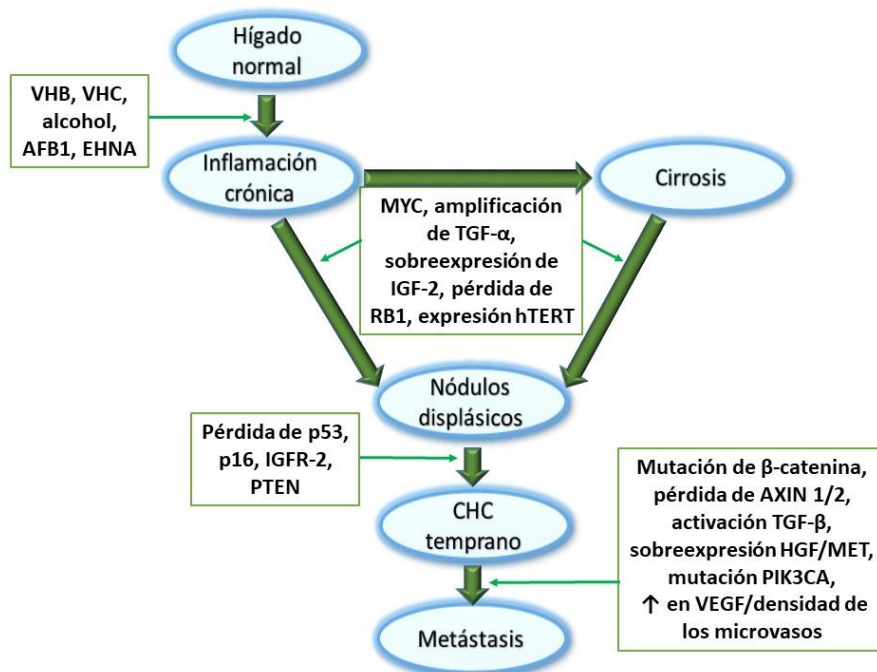 Hígado
normal
VHB, VHC,
alcohol,
AFB1, EHNA
Inflamación
crónica
Cirrosis
MYC, amplificación
de TGF-α,
sobreexpresión de
IGF-2, pérdida de
RB1, expresión hTERT
Nódulos
displásicos
Pérdida de p53,
p16, IGFR-2,
PTEN
CHC
temprano
Mutación de β-catenina,
pérdida de AXIN 1/2,
activación TGF-β,
sobreexpresión HGF/MET,
mutación PIK3CA,
↑ en VEGF/densidad de
los microvasos
Metástasis